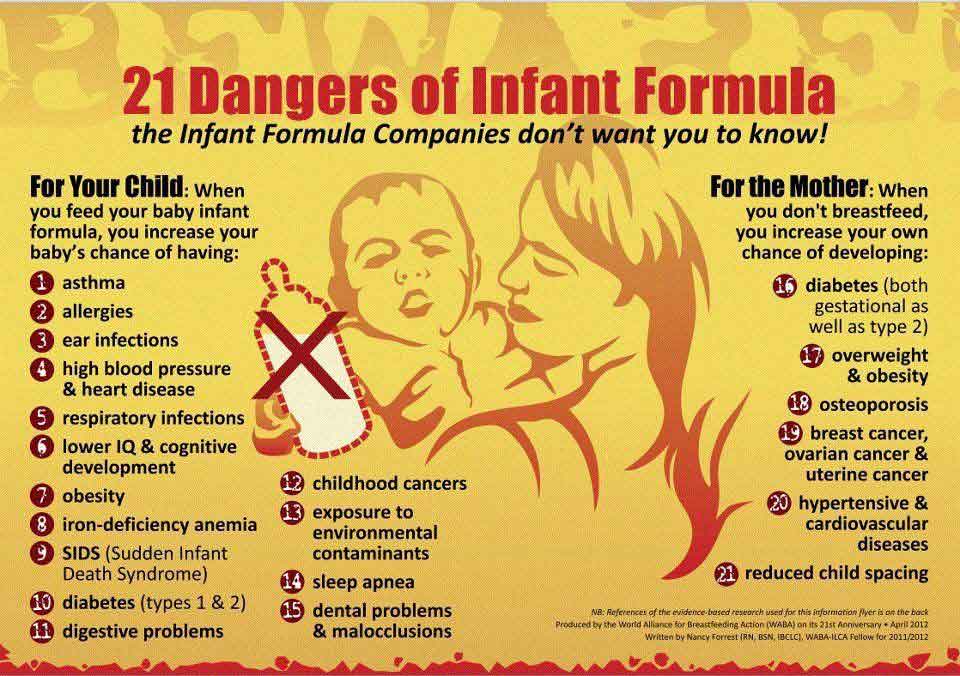 21 Dangers of Infant Formula
the Infant Formula Companies don't want you to know!
For Your Child: When
you feed your baby infant
formula, you increase your
baby's chance of having:
1 asthma
2 allergies
3 ear infections
4 high blood pressure
& heart disease
5 respiratory infections
6 lower IQ & cognitive
development
7 obesity
8 iron-deficiency anemia
9 SIDS (Sudden Infant
Death Syndrome)
10 diabetes (types 1 & 2)
11 digestive problems
12 childhood cancers
13 exposure to
environmental
contaminants
14 sleep apnea
15 dental problems
& malocclusions
For the Mother: When
you don't breastfeed,
you increase your own
chance of developing:
16 diabetes (both
gestational as
well as type 2)
17 overweight
& obesity
18 osteoporosis
19 breast cancer,
ovarian cancer &
uterine cancer
20 hypertensive &
cardiovascular
diseases
21 reduced child spacing
NB: References of the evidence-based research used for this information flyer is on the back
Produced by the World Alliance for Breastfeeding Action (WABA) on its 21st Anniversary • April 2012
Written by Nancy Forrest (RN, BSN, IBCLC), WABA-ILCA Fellow for 2011/2012